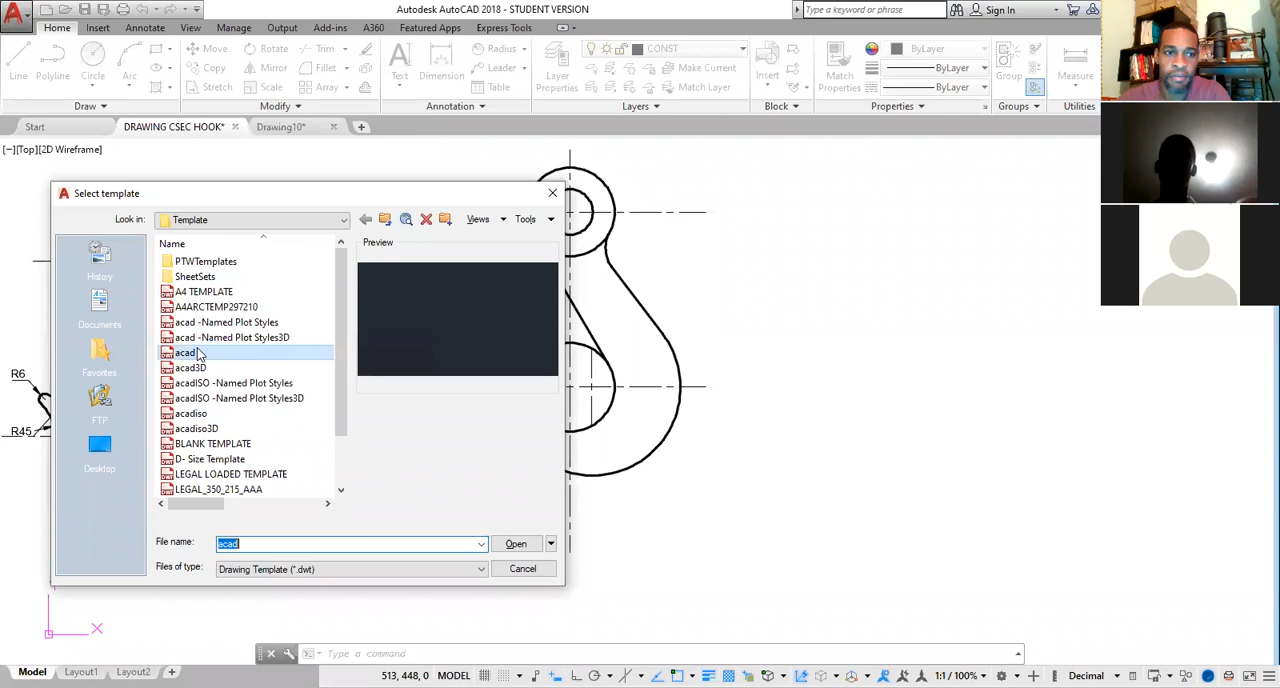 Autodesk AutoCAD 2018 - STUDENT VERSION
Type a keyword or phrase
Sign In
Home Insert Annotate View Manage Output Add-ins A360 Featured Apps Express Tools
Line Polyline Circle Arc
Move Rotate Trim
Copy Mirror Fillet
Stretch Scale Array
Text Dimension
Radius
Leader
Table
Layer Properties
CONST
Make Current
Match Layer
Insert
Match Properties
ByLayer
ByLayer
ByLayer
Group
Measure
Draw Modify Annotation Layers Block Properties Groups Utilities
Start DRAWING CSEC HOOK* Drawing10*
[−][Top][2D Wireframe]
Select template
Look in: Template
Views Tools
Name
Preview
PTWTemplates
SheetSets
A4 TEMPLATE
A4ARCTEMP297210
acad -Named Plot Styles
acad -Named Plot Styles3D
acad
acad3D
acadISO -Named Plot Styles
acadISO -Named Plot Styles3D
acadiso
acadiso3D
BLANK TEMPLATE
D- Size Template
LEGAL LOADED TEMPLATE
LEGAL_350_215_AAA
History
Documents
Favorites
FTP
Desktop
R6
R45
File name: acad Open
Files of type: Drawing Template (*.dwt) Cancel
X
Type a command
Model Layout1 Layout2 +
513, 448, 0 MODEL 1:1 / 100% Decimal